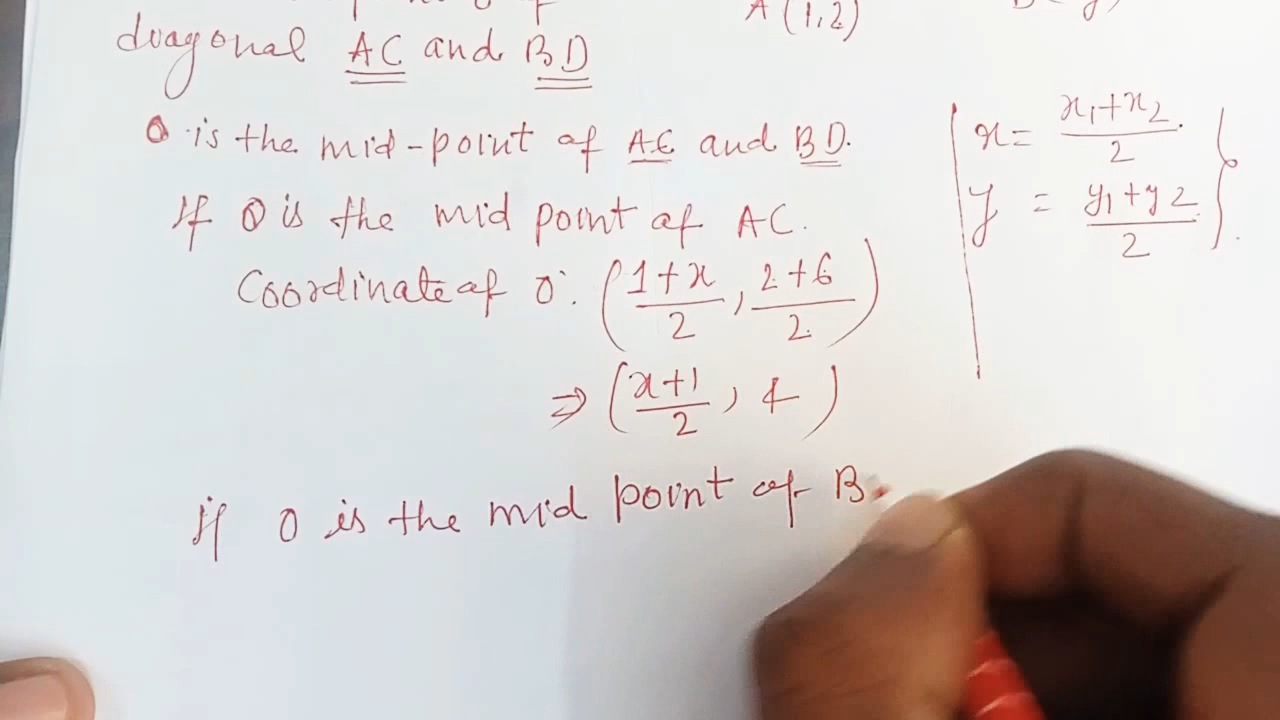 A (1,2)
diagonal AC and BD
O is the mid-point of AC and BD.
If O is the mid point of AC.
Coordinate of O: ( 1+x/2 , 2+6/2 )
⇒ ( x+1/2 , 4 )
if O is the mid point of B
x = x₁+x₂/2
y = y₁+y2/2